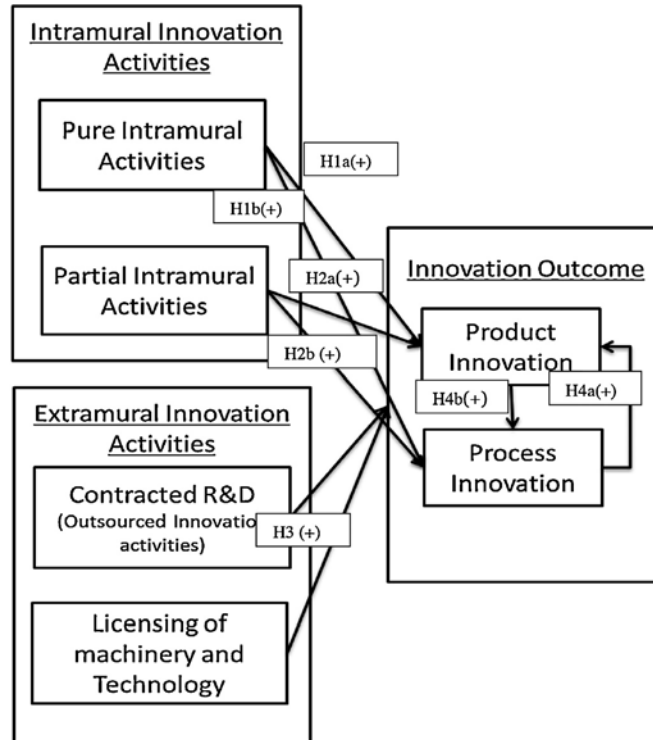 Intramural Innovation
Activities
Pure Intramural
Activities
H1a(+)
H1b(+)
Partial Intramural
Activities
H2a(+)
H2b (+)
Innovation Outcome
Product
Innovation
H4b(+)
H4a(+)
Process
Innovation
Extramural Innovation
Activities
Contracted R&D
(Outsourced Innovatio
activities)
H3 (+)
Licensing of
machinery and
Technology